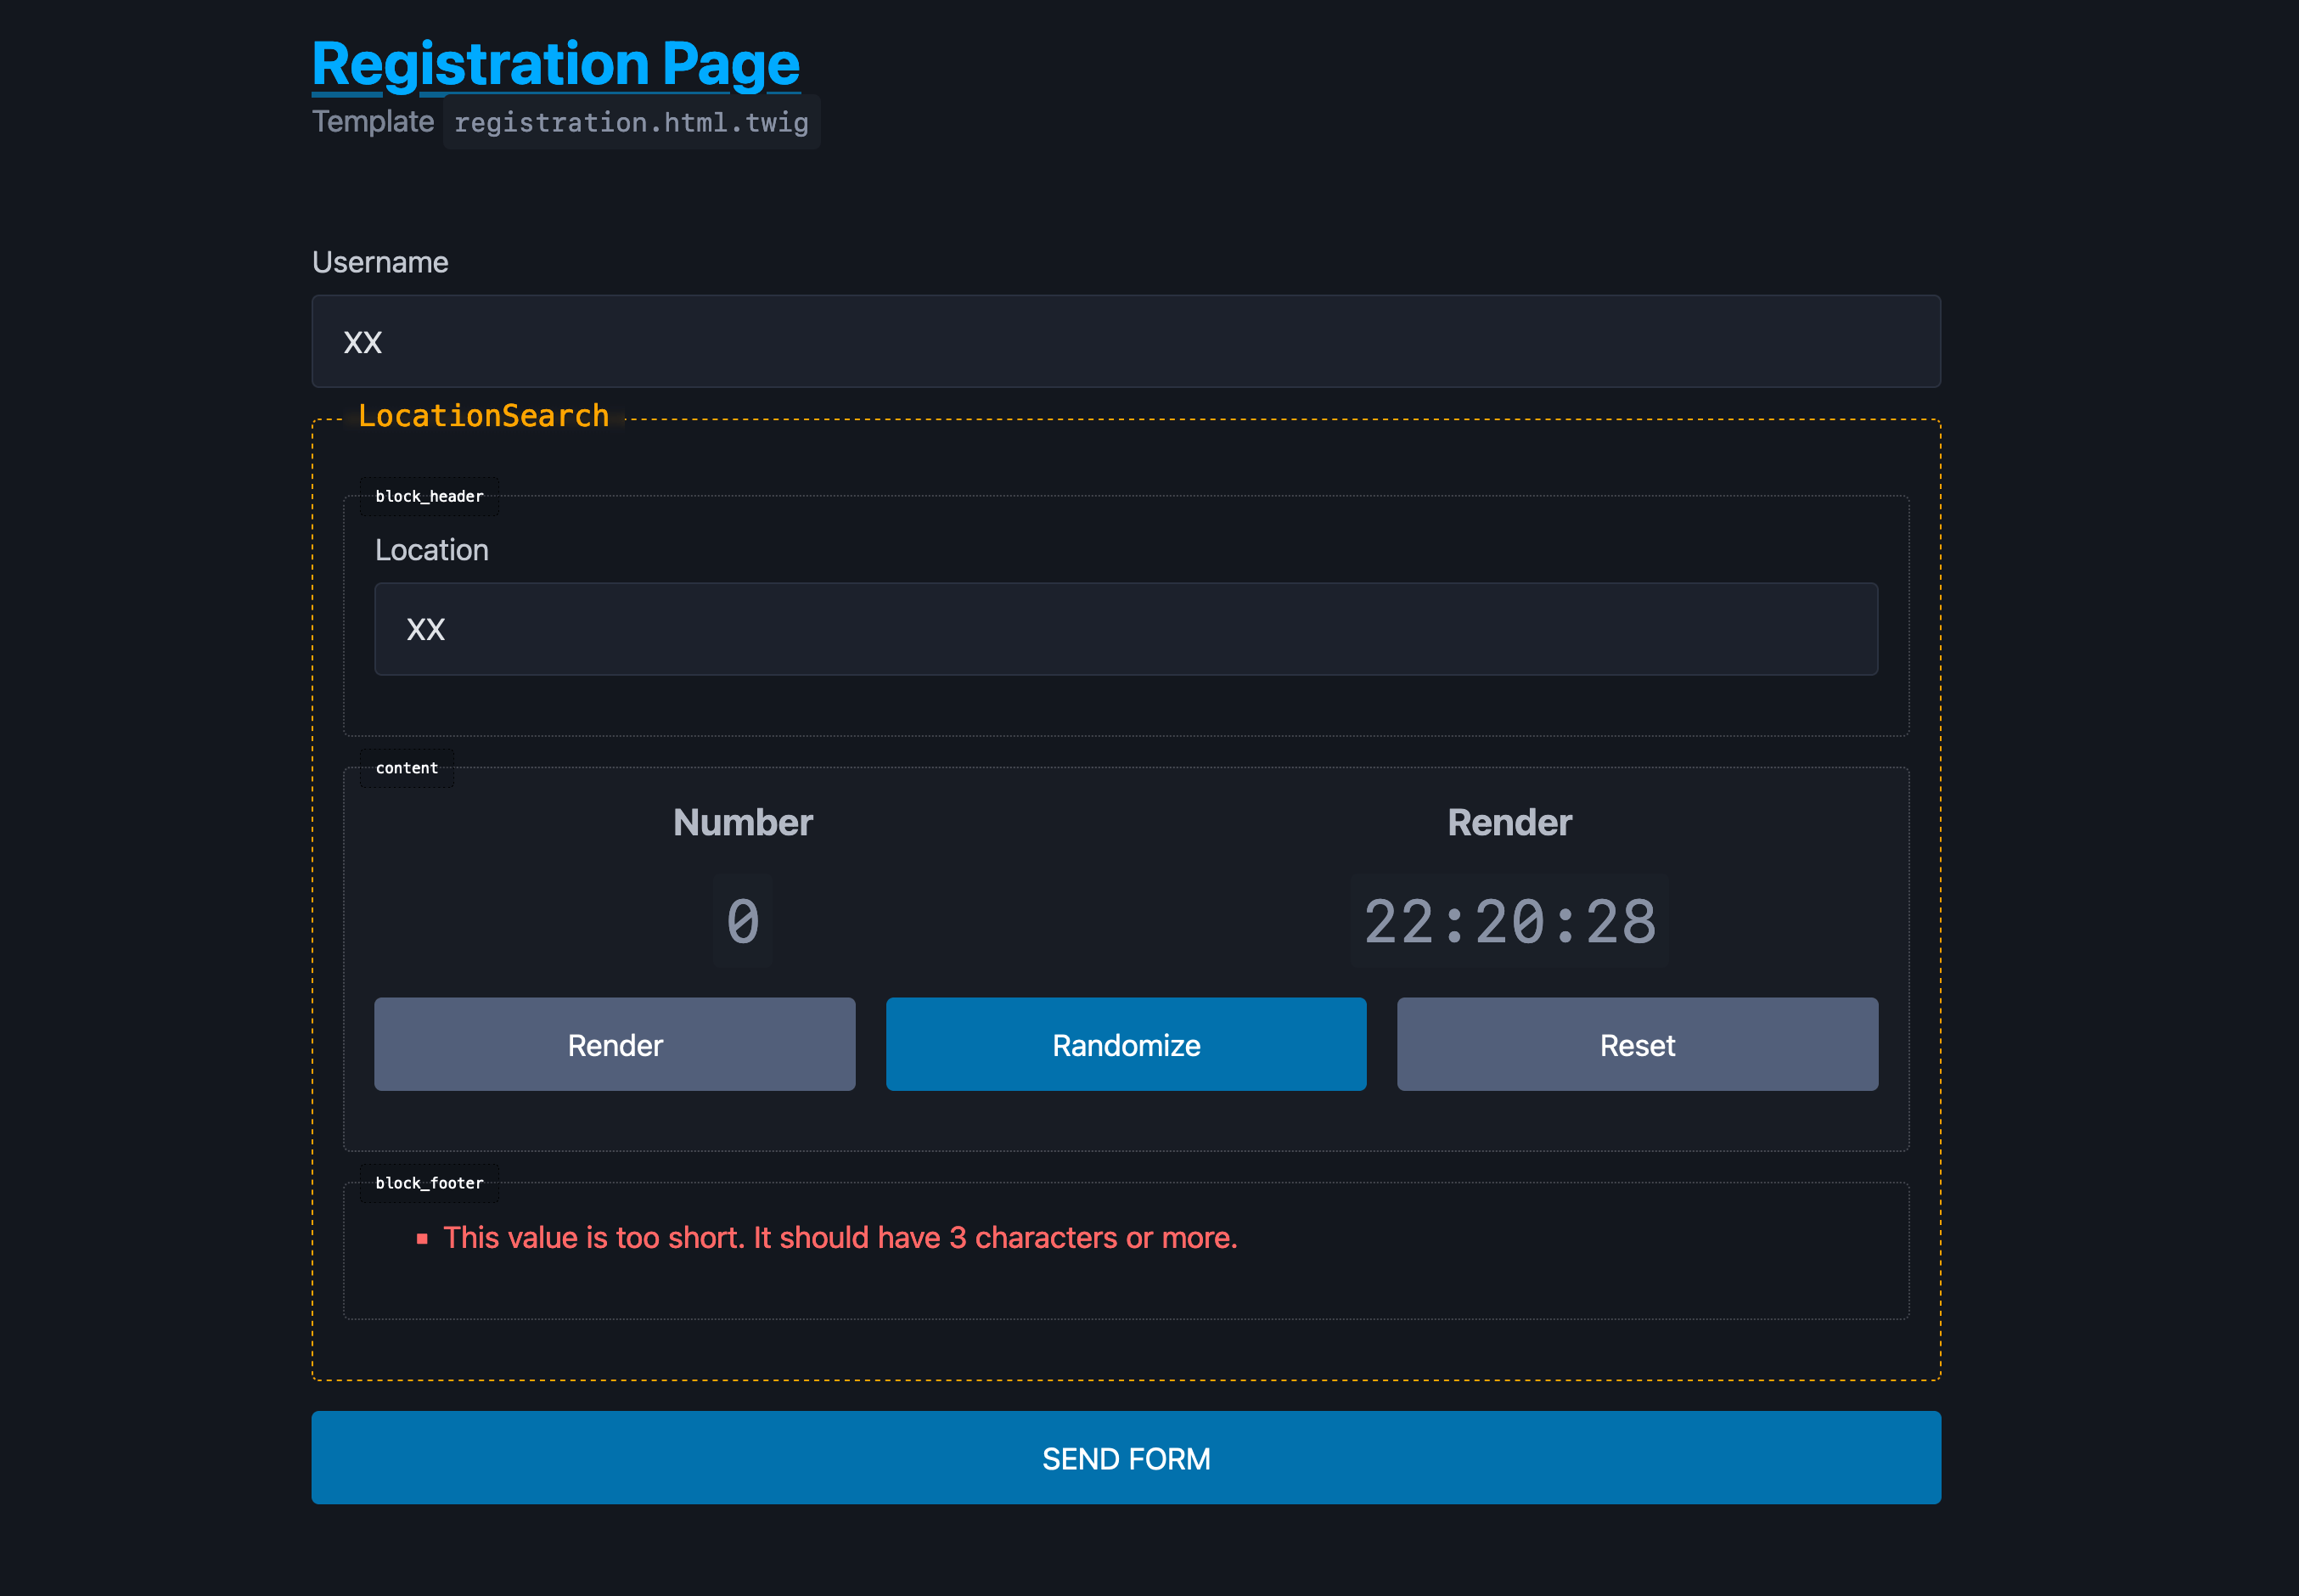 Registration Page
Template registration.html.twig
Username
XX
LocationSearch
block_header
Location
XX
content
Number Render
0 22:20:28
Render Randomize Reset
block_footer
This value is too short. It should have 3 characters or more.
SEND FORM